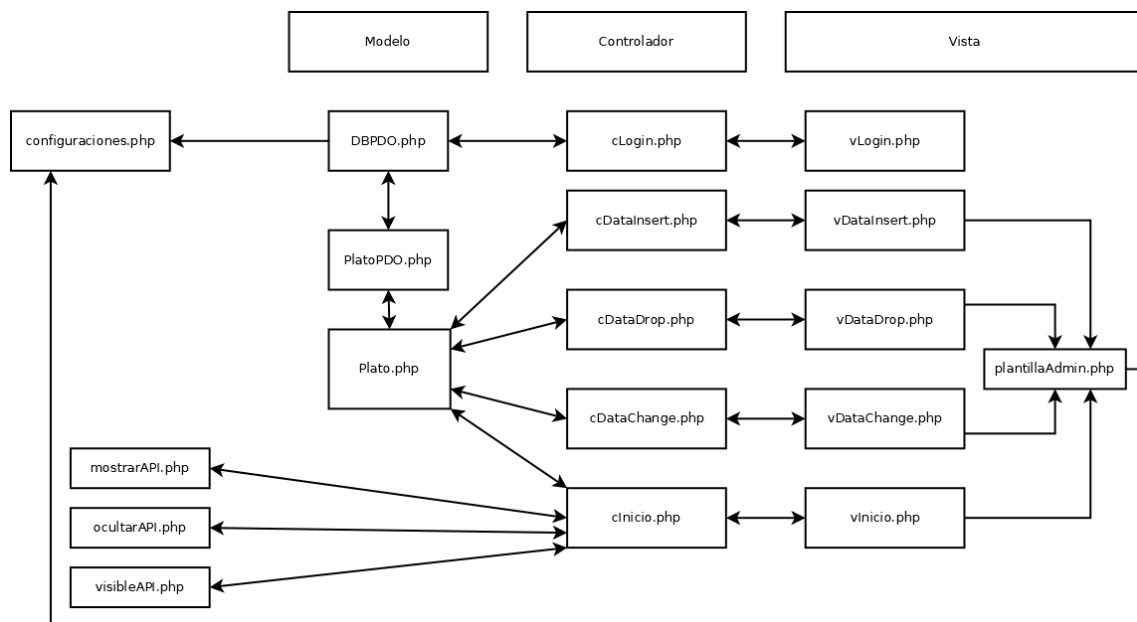 Modelo
Controlador
Vista
configuraciones.php
DBPDO.php
cLogin.php
vLogin.php
cDataInsert.php
vDataInsert.php
PlatoPDO.php
cDataDrop.php
vDataDrop.php
Plato.php
plantillaAdmin.php
cDataChange.php
vDataChange.php
mostrarAPI.php
cInicio.php
vInicio.php
ocultarAPI.php
visibleAPI.php